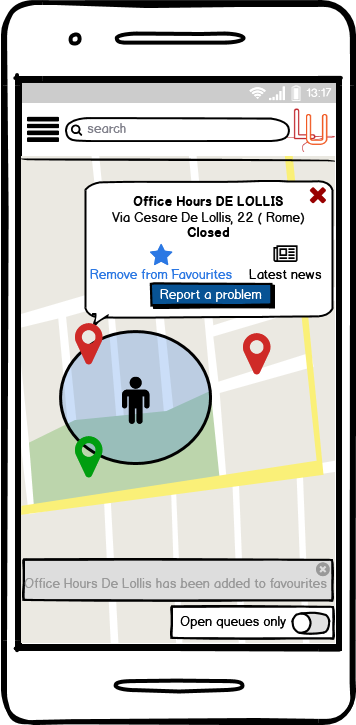 13:17
search
LU
Office Hours DE LOLLIS
Via Cesare De Lollis, 22 ( Rome)
Closed
Remove from Favourites
Latest news
Report a problem
Office Hours De Lollis has been added to favourites
Open queues only